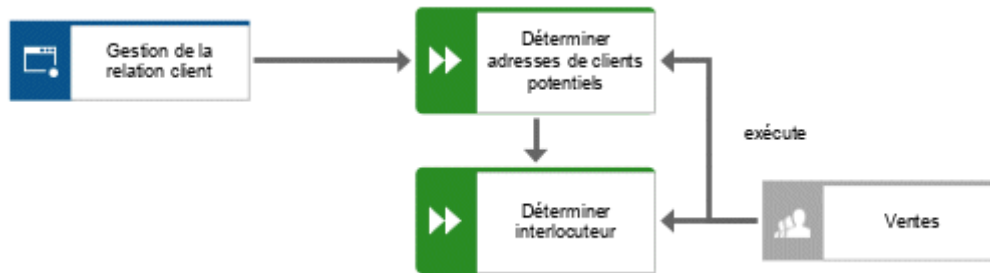 Gestion de la
relation client
Déterminer
adresses de clients
potentiels
exécute
Déterminer
interlocuteur
Ventes